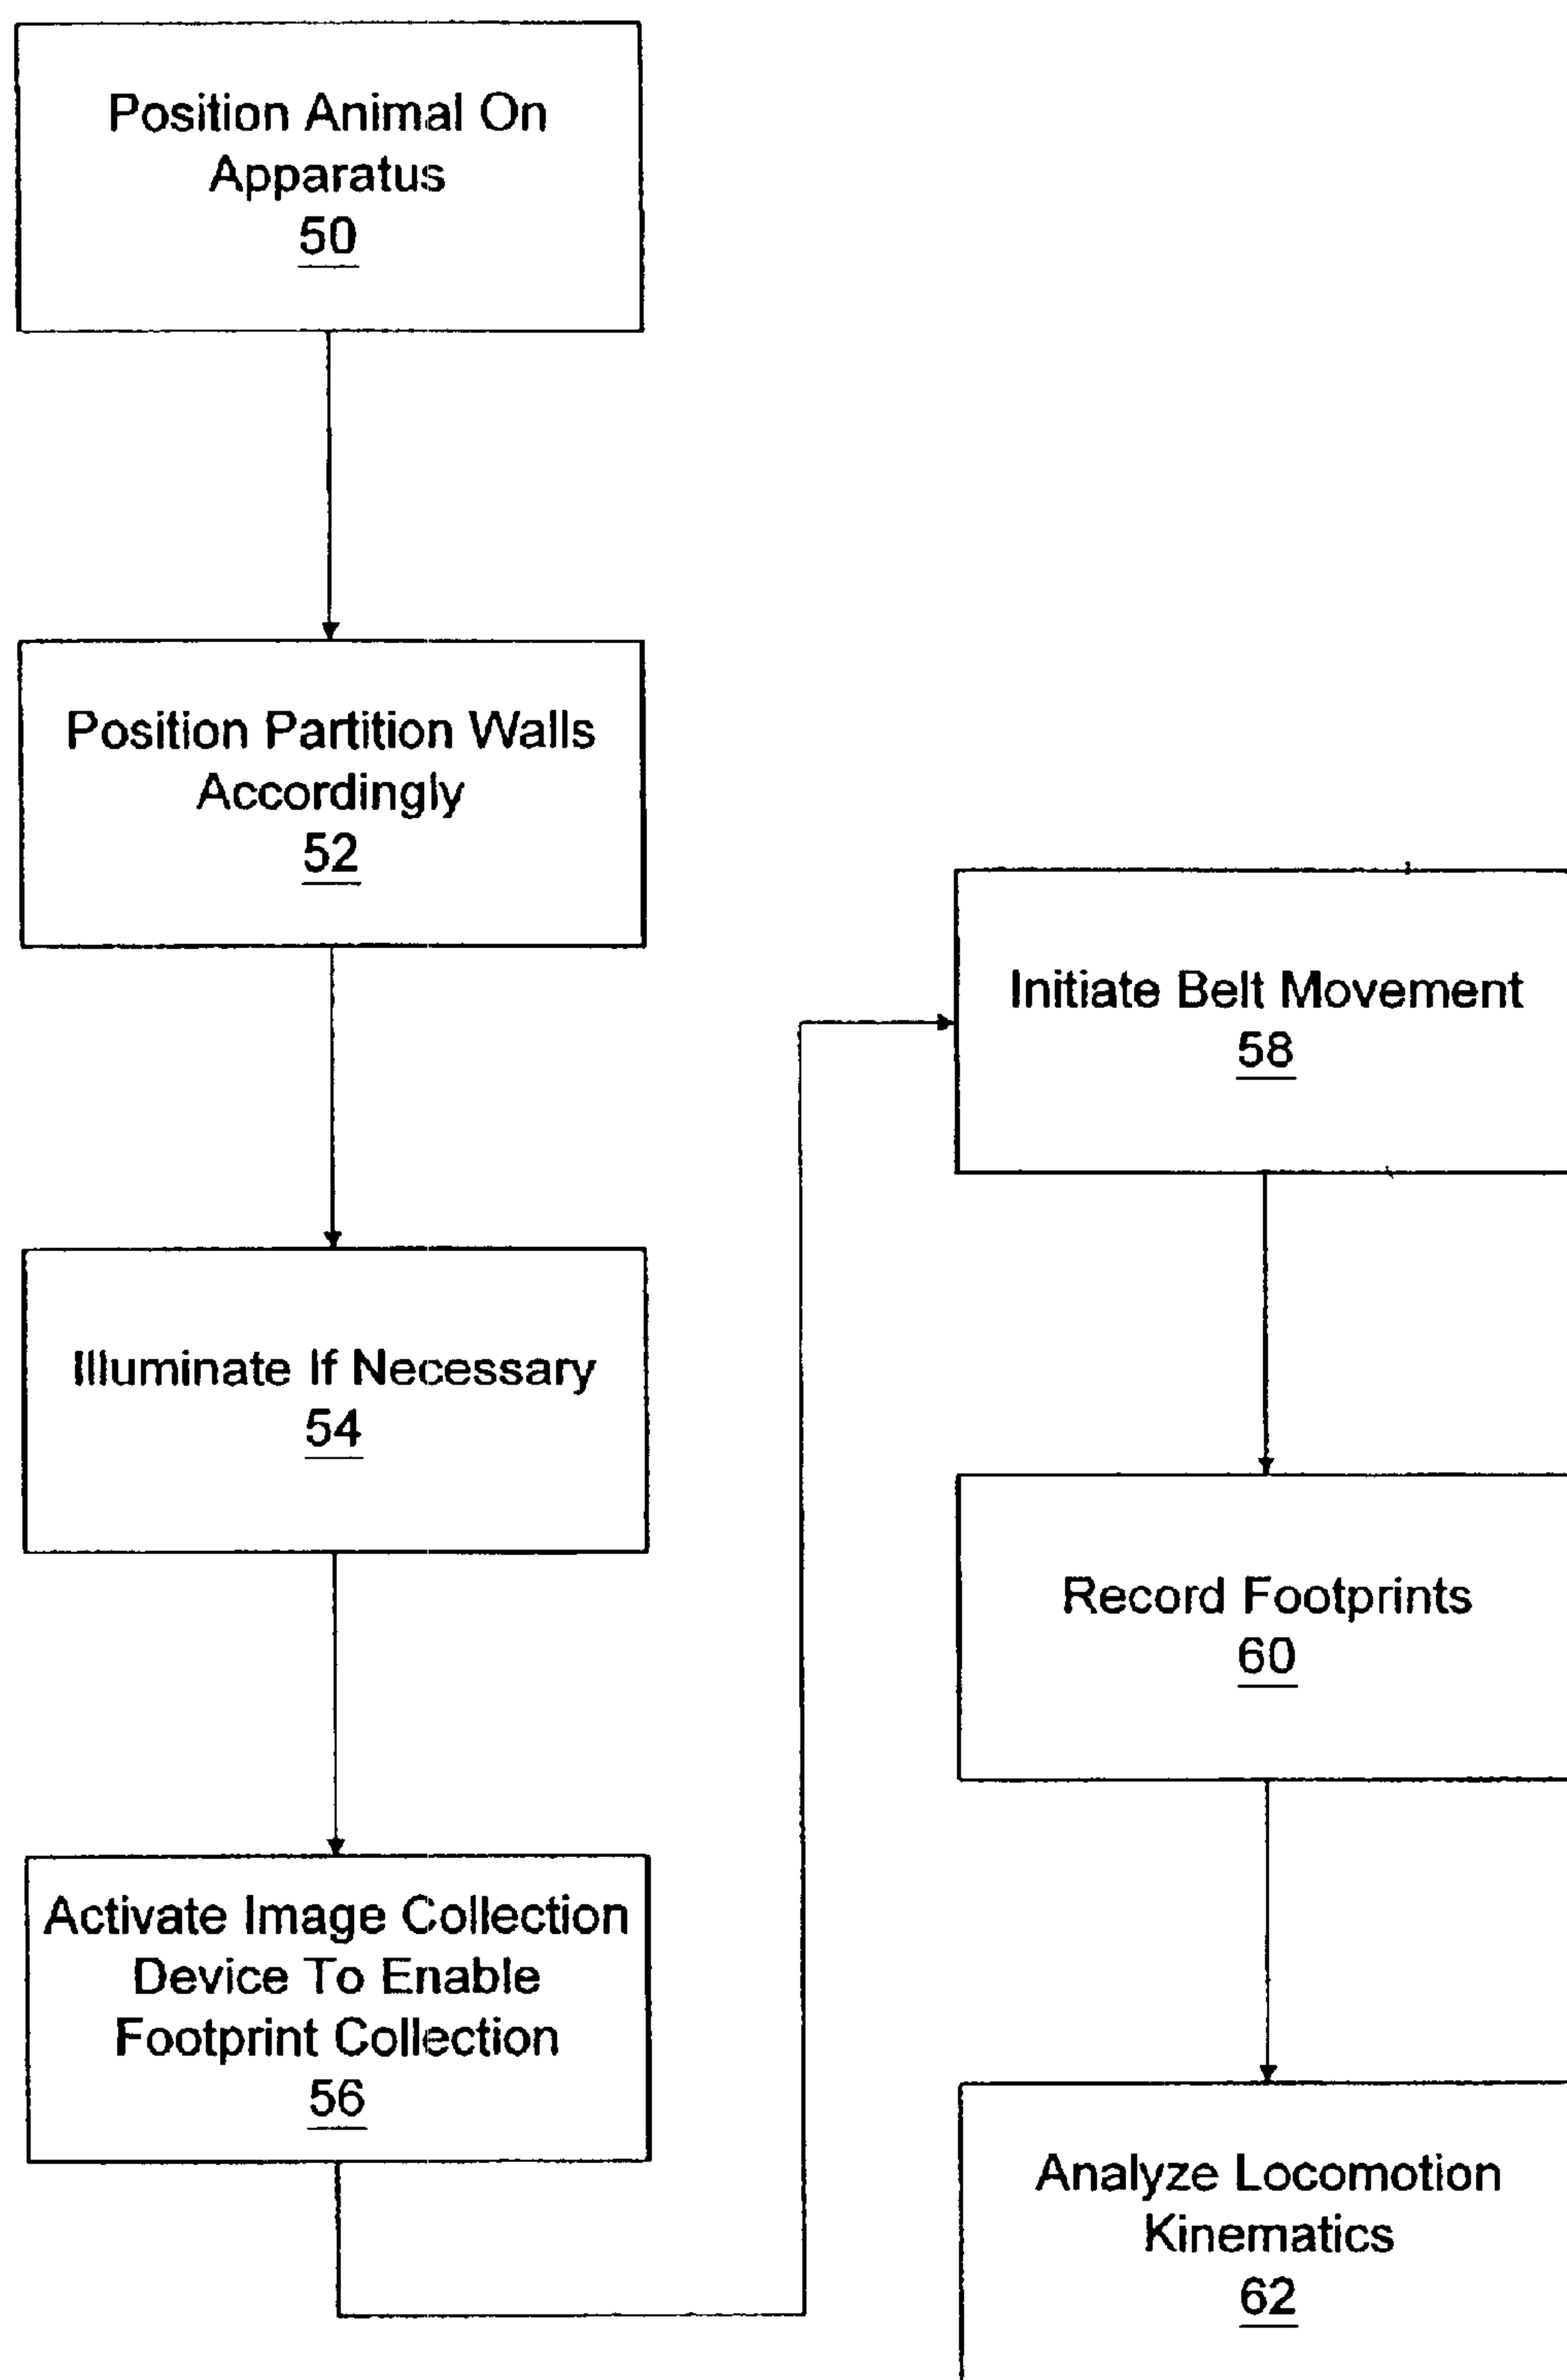 Position Animal On
Apparatus
50
Position Partition Walls
Accordingly
52
Illuminate If Necessary
54
Activate Image Collection
Device To Enable
Footprint Collection
56
Initiate Belt Movement
58
Record Footprints
60
Analyze Locomotion
Kinematics
62